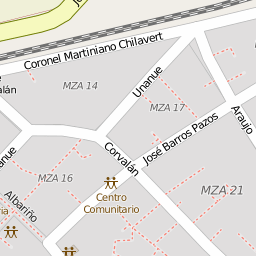 Coronel Martiniano Chilavert
MZA 14
Unanue
MZA 17
Araujo
Corvalán
José Barros Pazos
MZA 16
MZA 21
Centro
Comunitario
Albariño